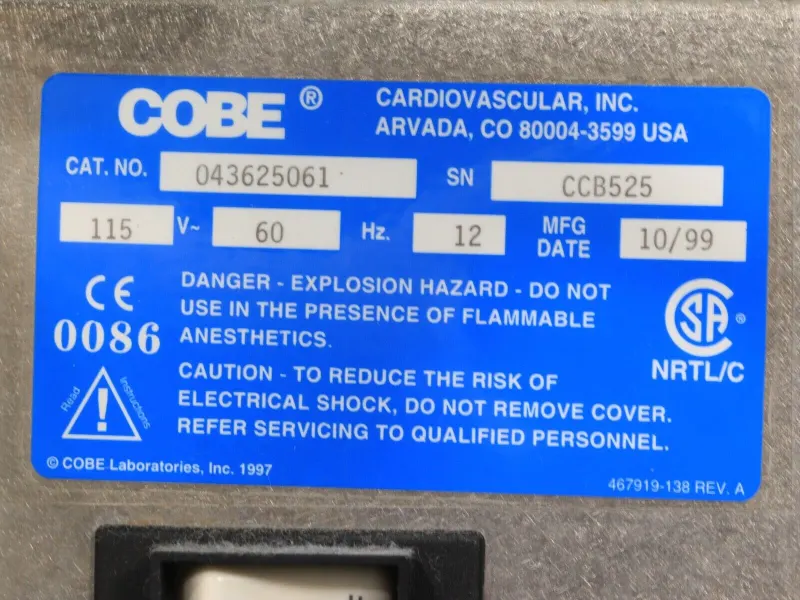 COBE® CARDIOVASCULAR, INC.
ARVADA, CO 80004-3599 USA
CAT. NO. 043625061 SN CCB525
115 V~ 60 Hz. 12 MFG DATE 10/99
CE
0086
DANGER - EXPLOSION HAZARD - DO NOT
USE IN THE PRESENCE OF FLAMMABLE
ANESTHETICS.
SA®
NRTL/C
CAUTION - TO REDUCE THE RISK OF
ELECTRICAL SHOCK, DO NOT REMOVE COVER.
REFER SERVICING TO QUALIFIED PERSONNEL.
Read ! Instructions
© COBE Laboratories, Inc. 1997
467919-138 REV. A